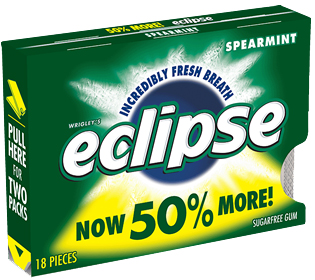 50% MORE!
eclipse
SPEARMINT
INCREDIBLY FRESH BREATH
WRIGLEY'S
eclipse
NOW 50% MORE!
SUGARFREE GUM
18 PIECES
PULL
HERE
FOR
TWO
PACKS